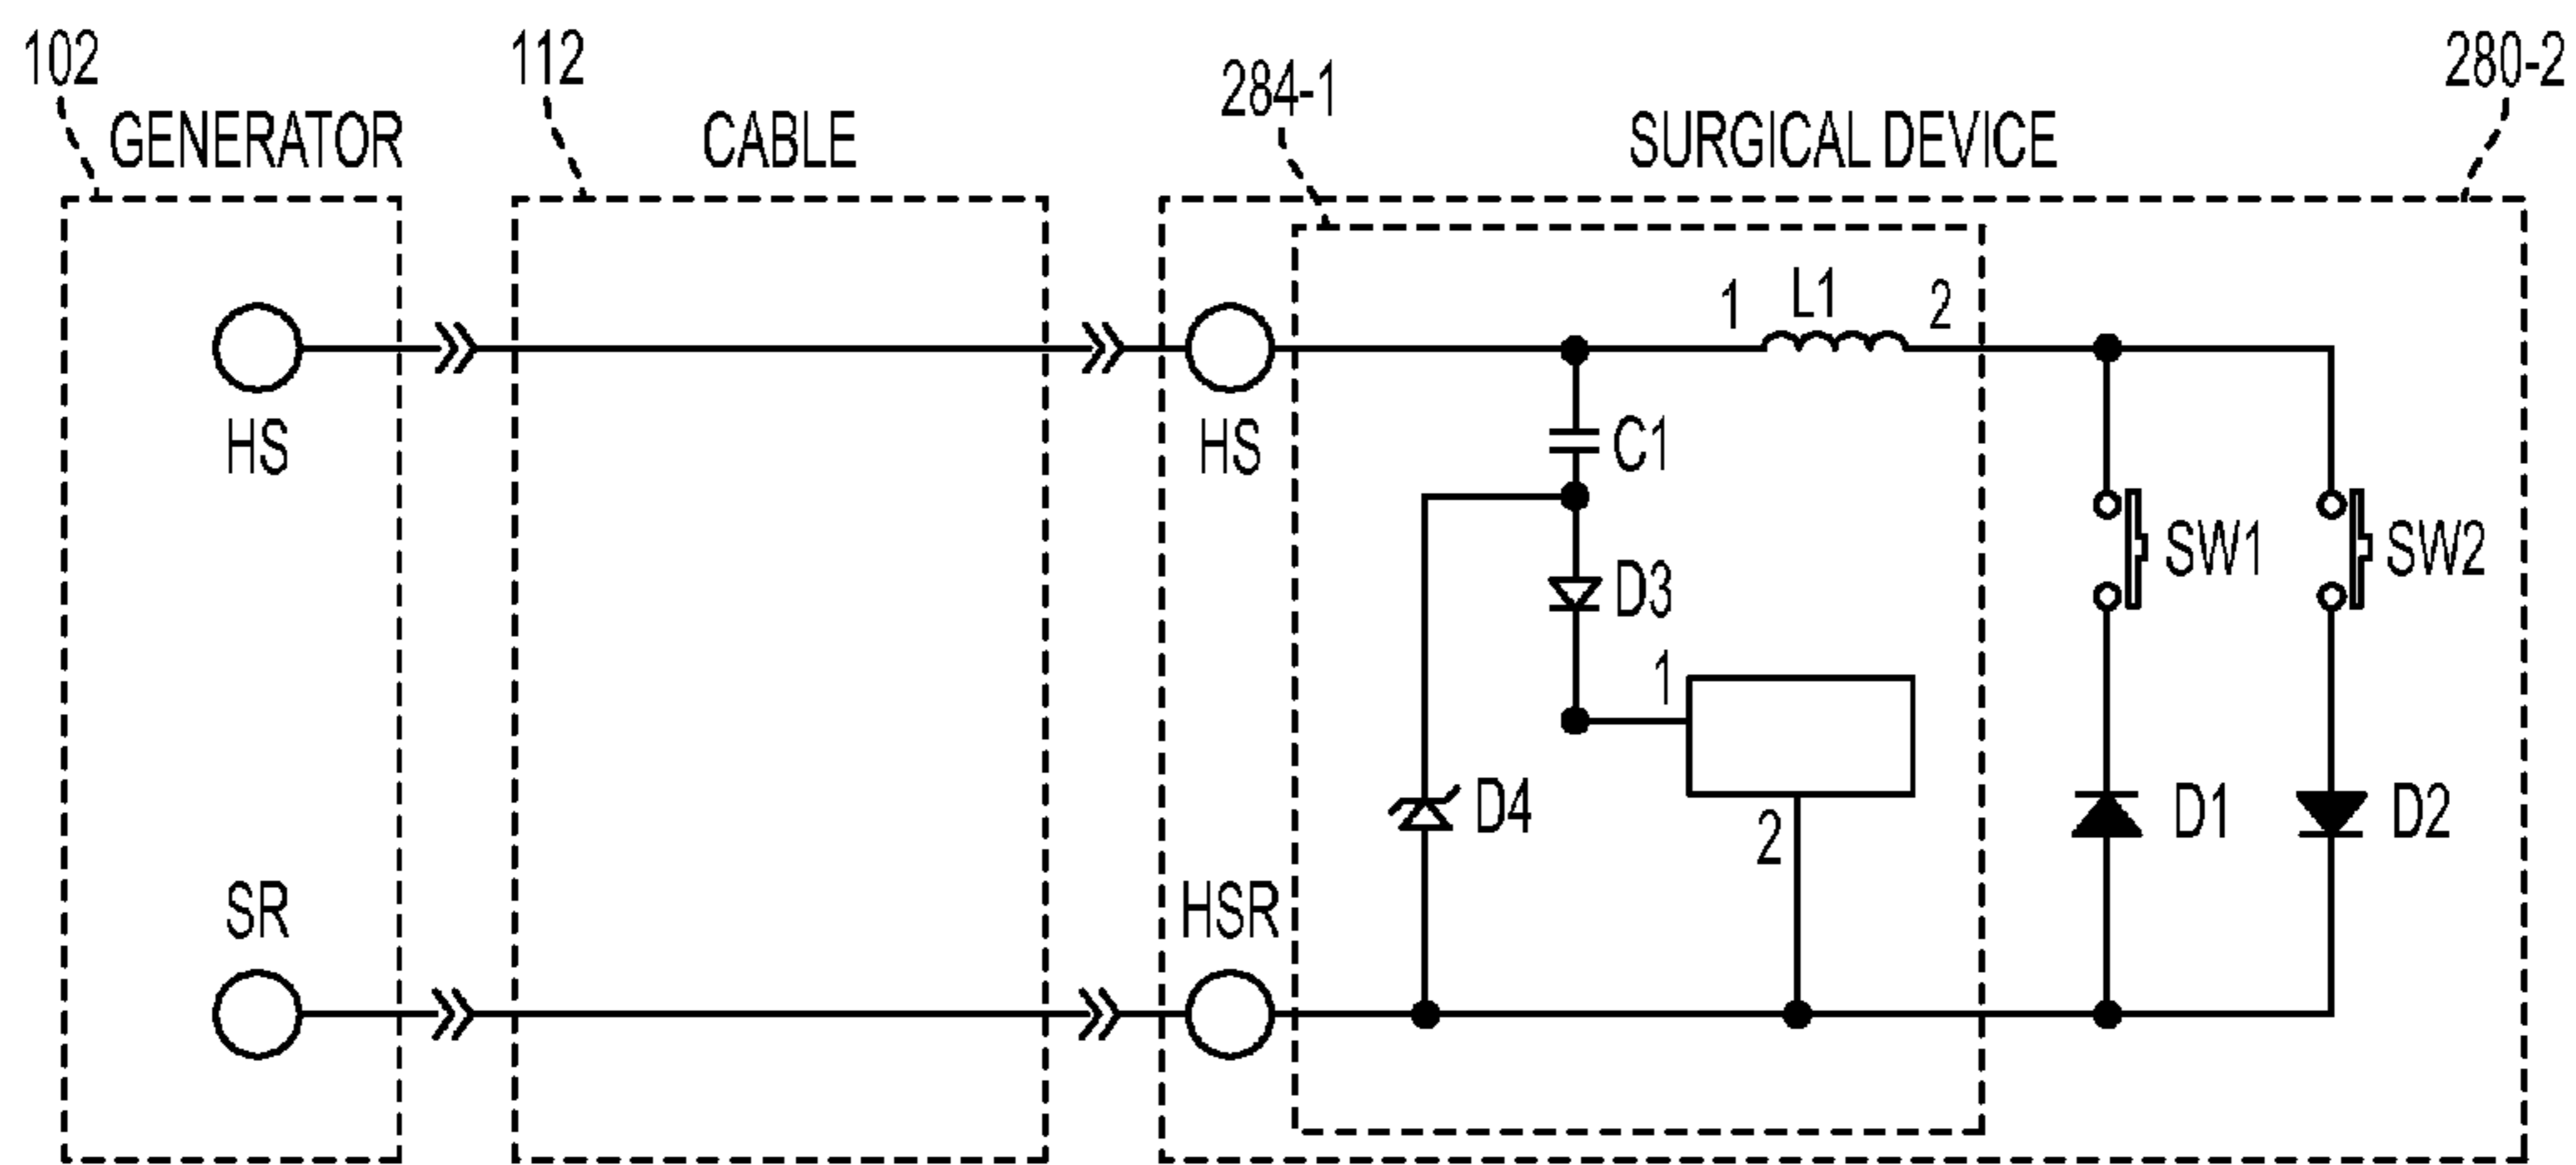 102
112
284-1
280-2
GENERATOR
CABLE
SURGICAL DEVICE
1
L1
2
HS
HS
C1
SW1
SW2
D3
1
D4
2
D1
D2
SR
HSR